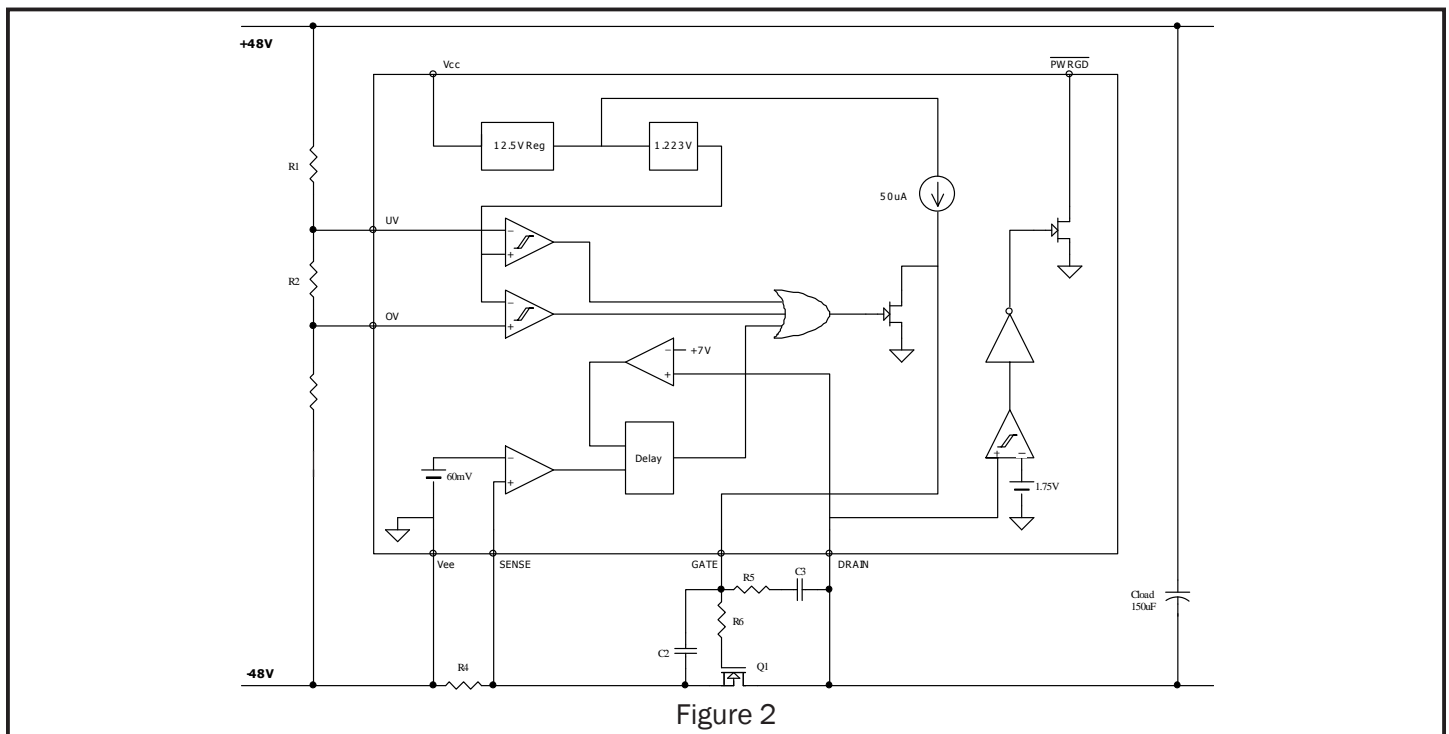 +48V
Vcc
PWRGD
12.5V Reg
1.223V
R1
50uA
UV
R2
OV
+7V
Delay
60mV
1.75V
Vee
SENSE
GATE
DRAIN
R5
C3
R6
Cload
150uF
C2
R4
Q1
-48V
Figure 2